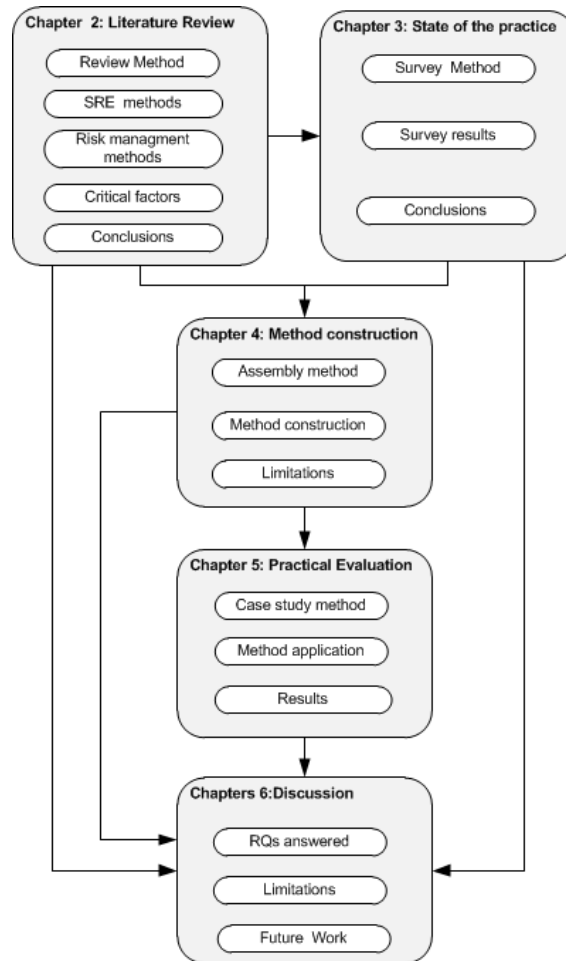 Chapter 2: Literature Review
Review Method
SRE methods
Risk managment
methods
Critical factors
Conclusions
Chapter 3: State of the practice
Survey Method
Survey results
Conclusions
Chapter 4: Method construction
Assembly method
Method construction
Limitations
Chapter 5: Practical Evaluation
Case study method
Method application
Results
Chapters 6:Discussion
RQs answered
Limitations
Future Work